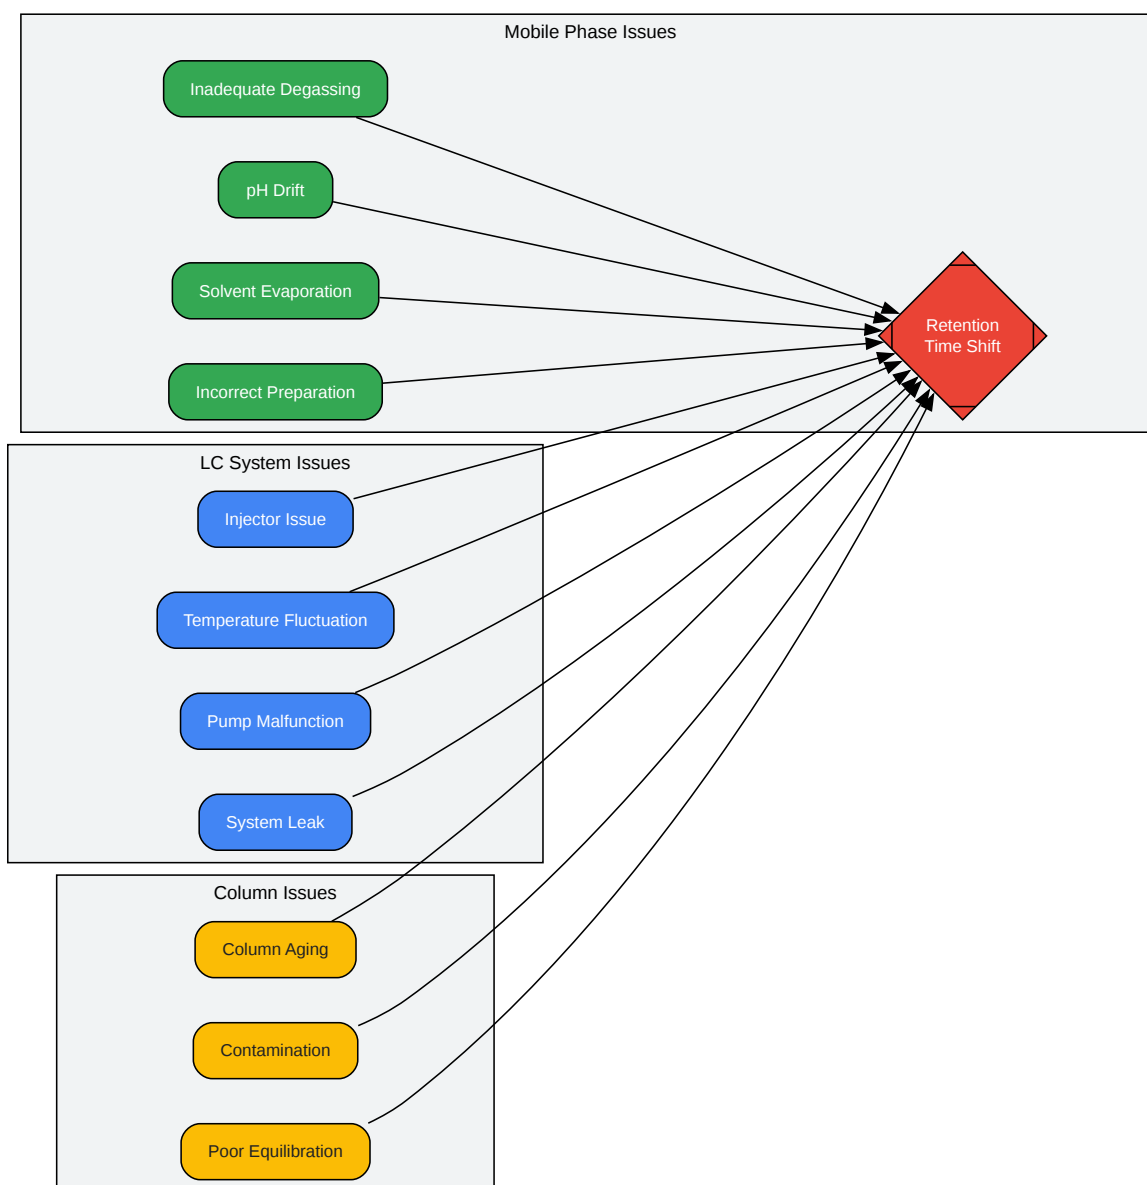 Mobile Phase Issues
Inadequate Degassing
pH Drift
Solvent Evaporation
Retention
Time Shift
Incorrect Preparation
LC System Issues
Injector Issue
Temperature Fluctuation
Pump Malfunction
System Leak
Column Issues
Column Aging
Contamination
Poor Equilibration